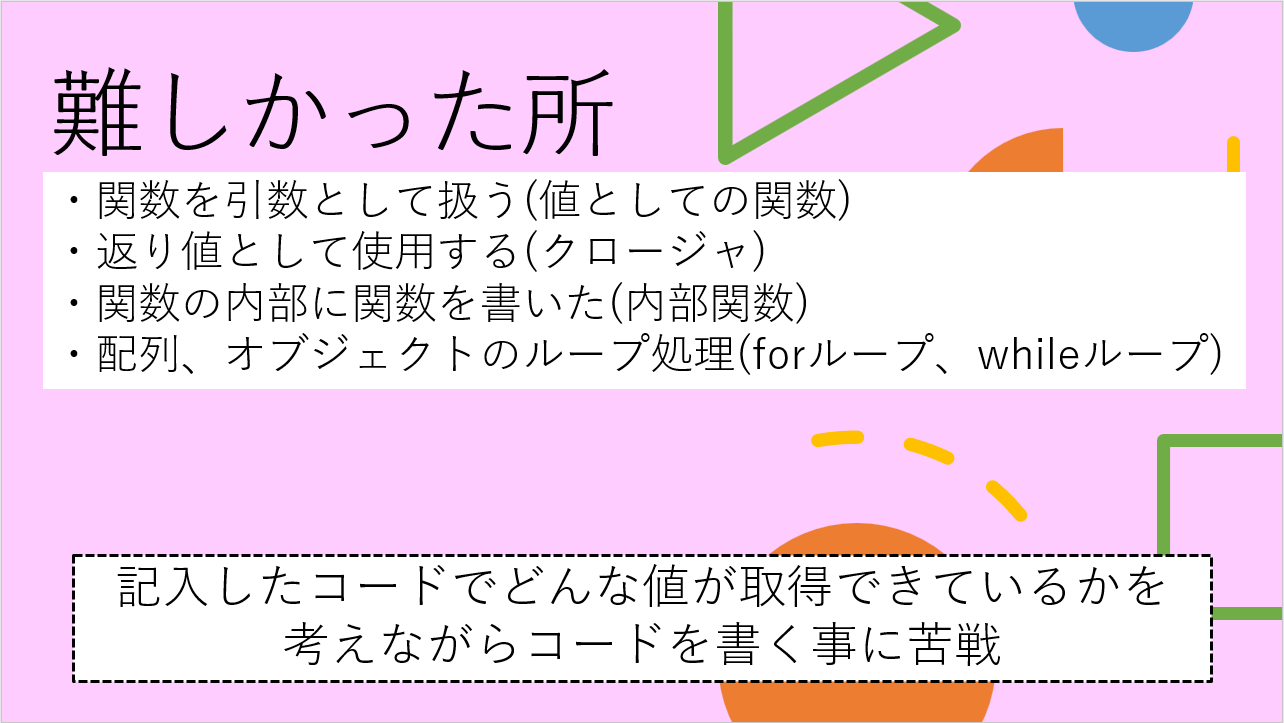 難しかった所
・関数を引数として扱う(値としての関数)
・返り値として使用する(クロージャ)
・関数の内部に関数を書いた(内部関数)
・配列、オブジェクトのループ処理(forループ、whileループ)
記入したコードでどんな値が取得できているかを
考えながらコードを書く事に苦戦